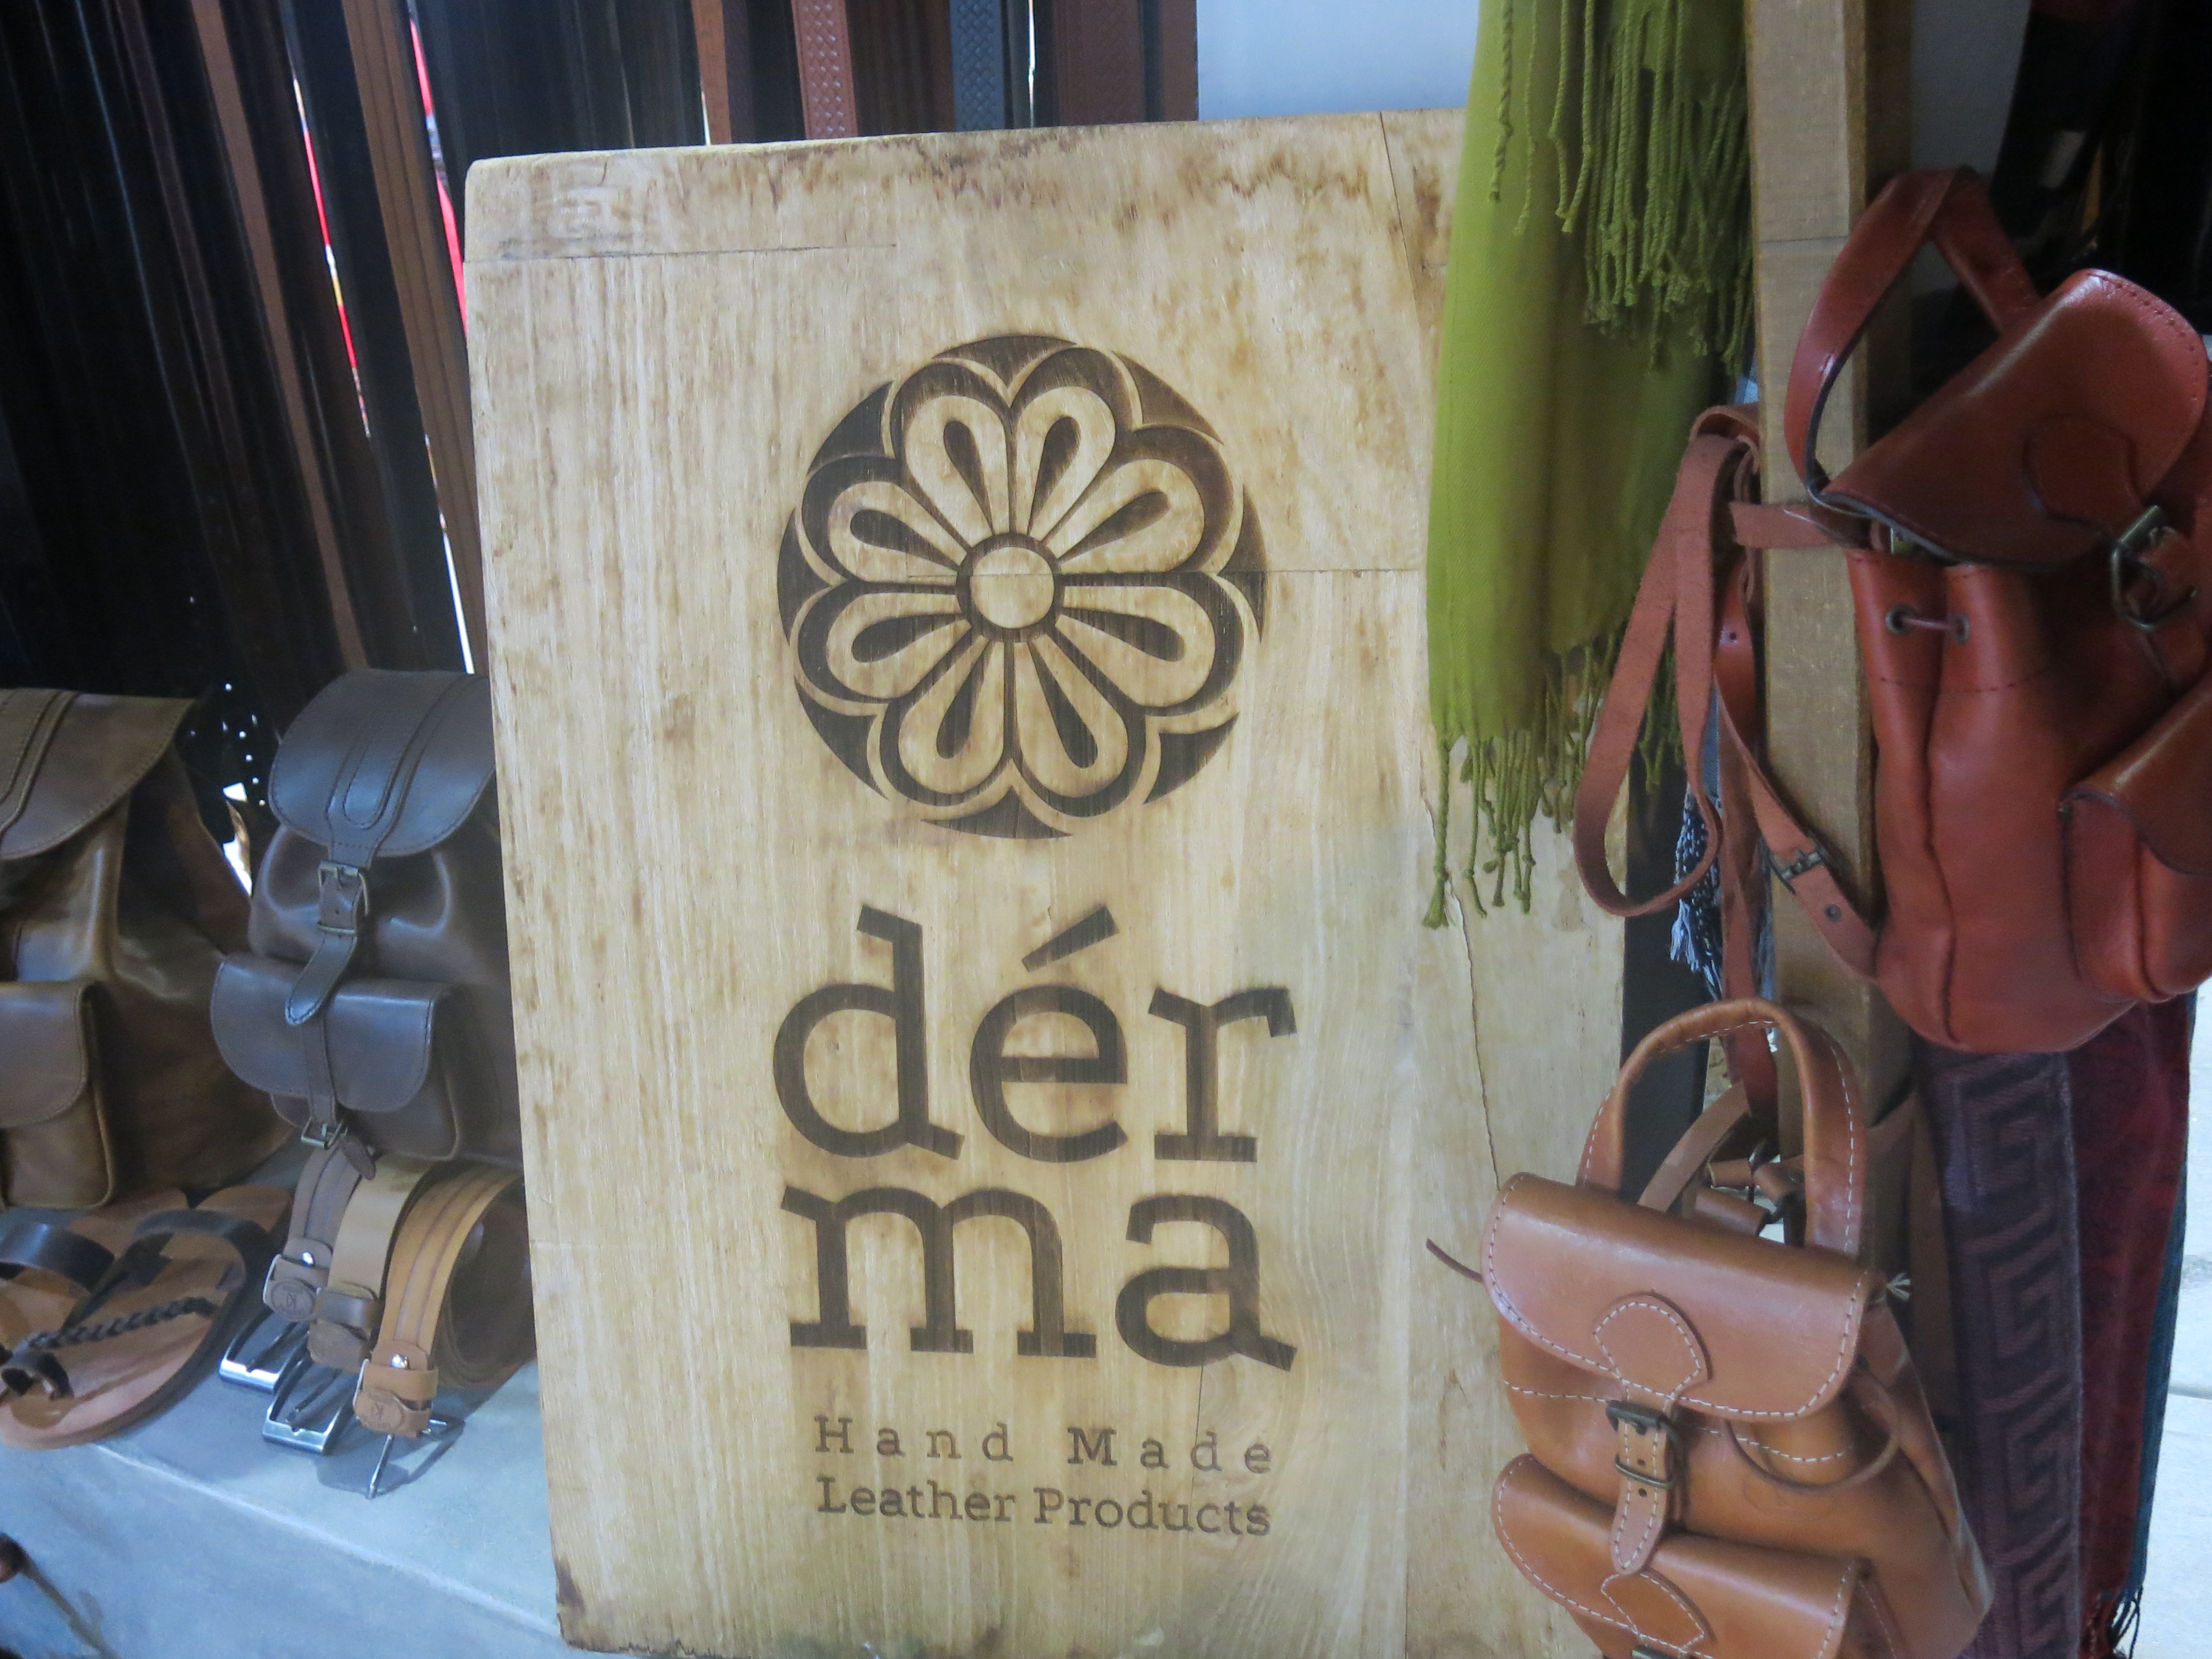 dér
ma
Hand Made
Leather Products